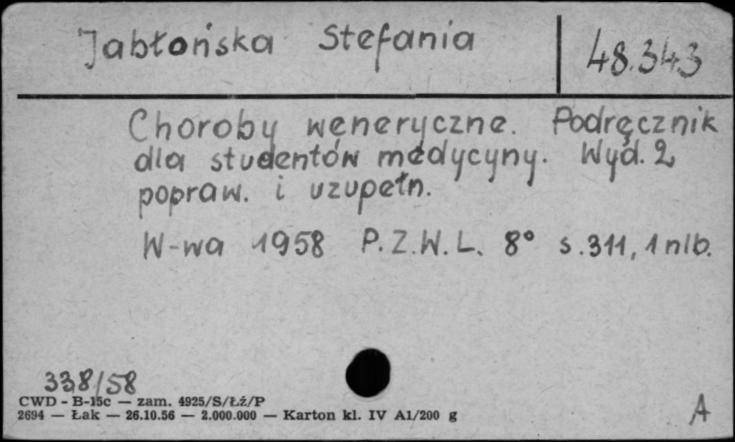 Jabłońska Stefania
48.343
Choroby weneryczne. Podręcznik
dla studentów medycyny. Wyd. 2
popraw. i uzupełn.
W-wa 1958 P.Z.W.L. 8° s. 311, 1 nlb.
338/58
CWD - B-15c — zam. 4925/S/Łź/P
2694 — Łak — 26.10.56 — 2.000.000 — Karton kl. IV A1/200 g
A